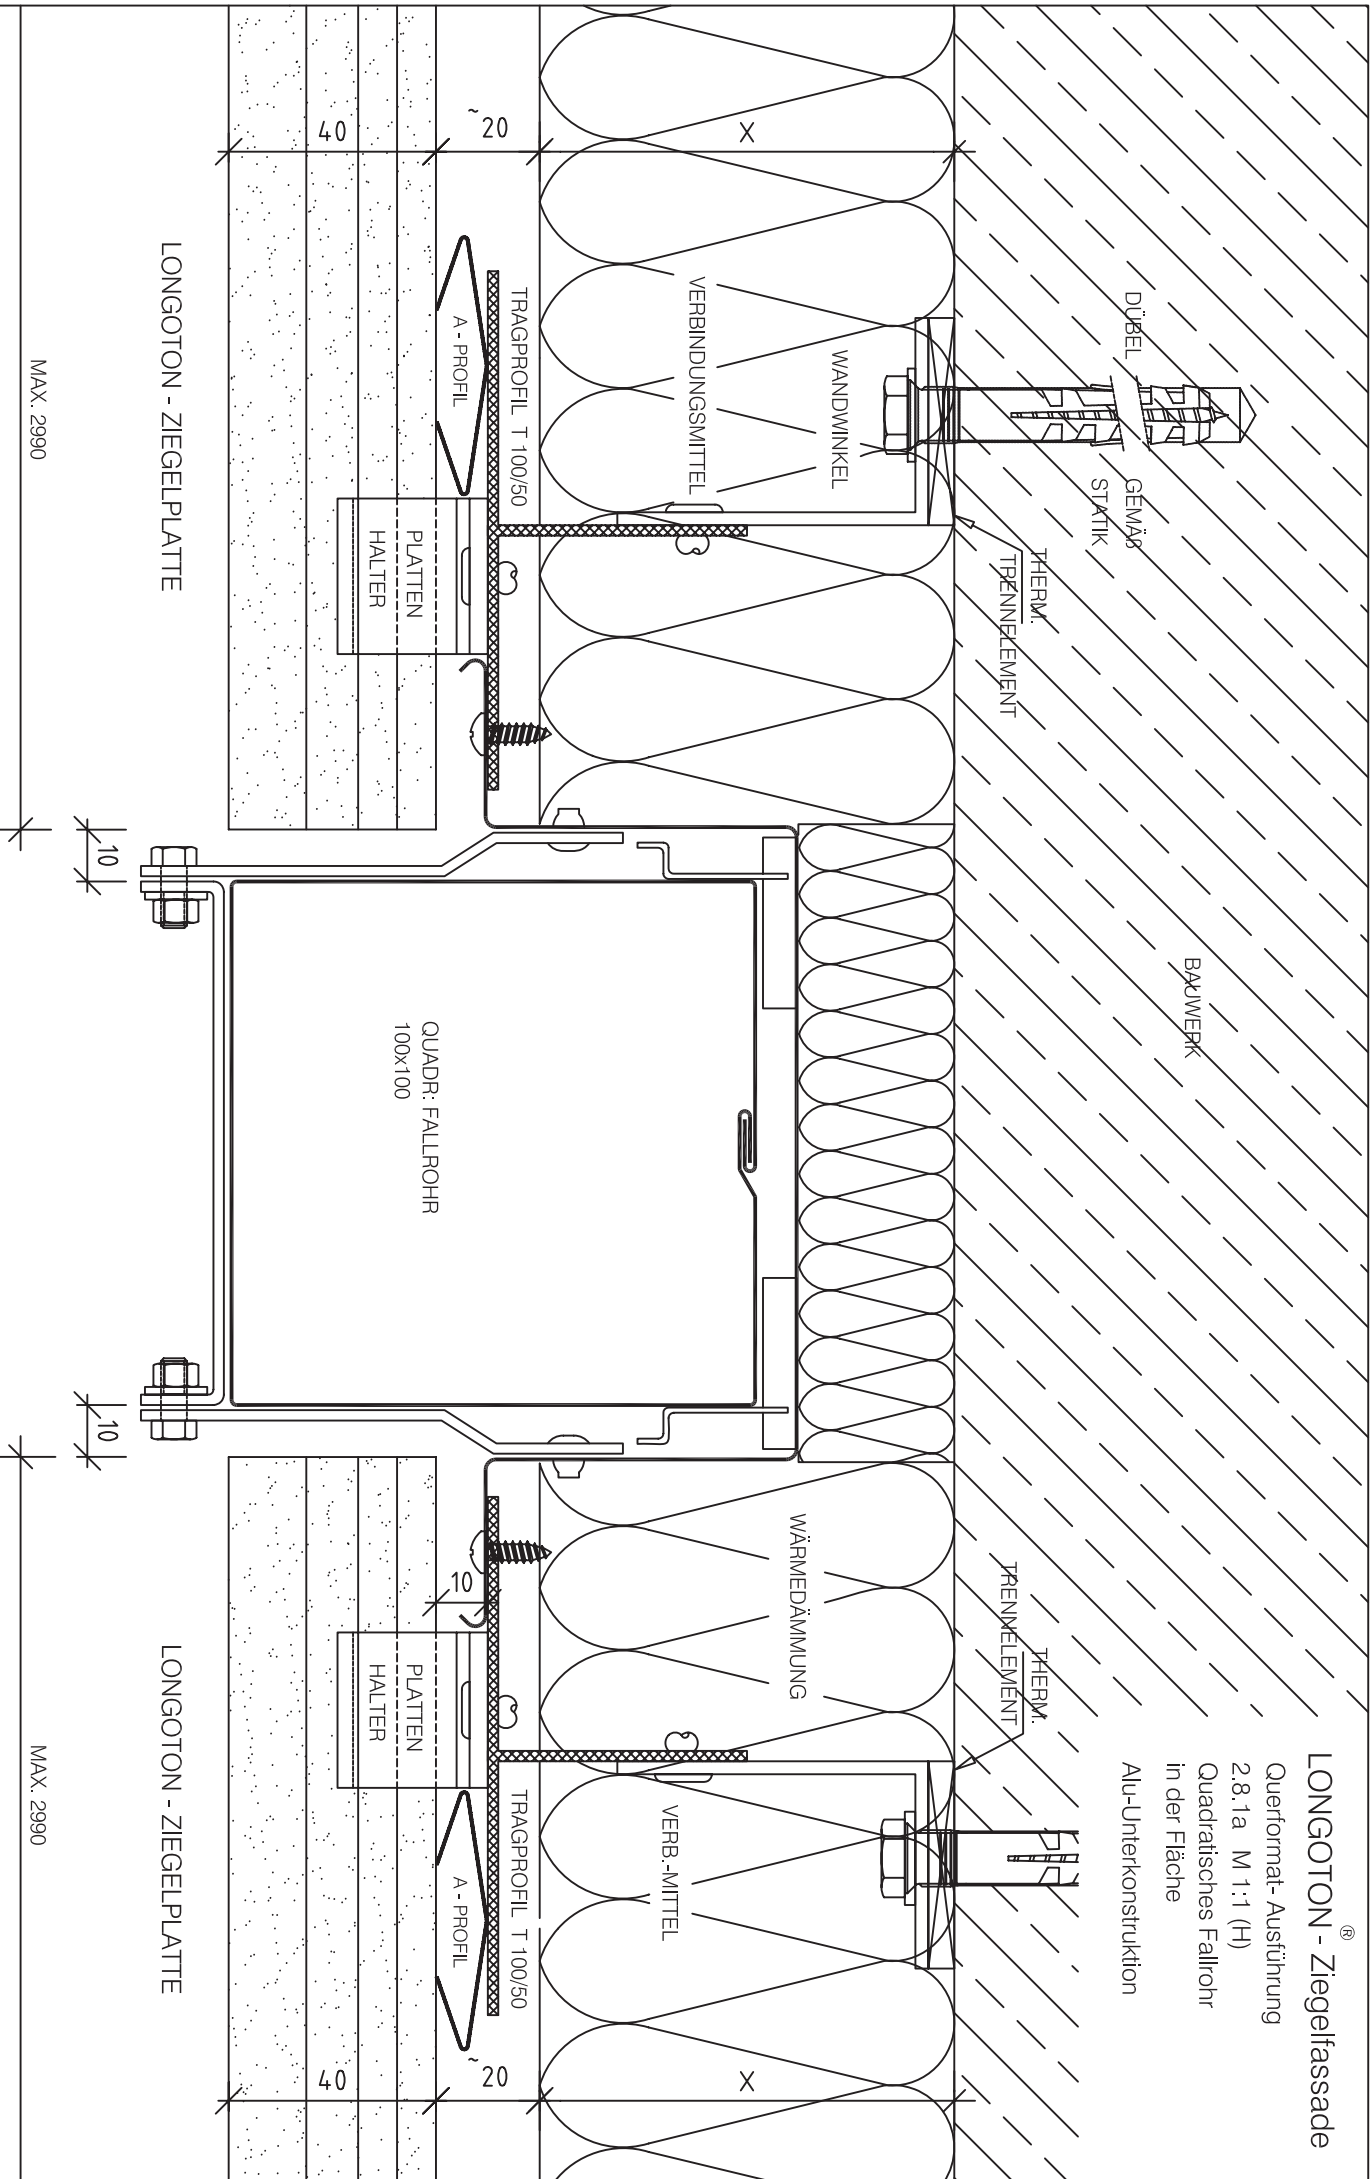 LONGOTON - Ziegelfassade
®
Querformat- Ausführung
2.8.1a M 1:1 (H)
Quadratisches Fallrohr
in der Fläche
Alu-Unterkonstruktion
BAUWERK
DÜBEL
GEMÄß
STATIK
THERM.
TRENNELEMENT
THERM.
TRENNELEMENT
WANDWINKEL
VERBINDUNGSMITTEL
WÄRMEDÄMMUNG
VERB.-MITTEL
X
X
TRAGPROFIL T 100/50
TRAGPROFIL T 100/50
~20
~20
A - PROFIL
A - PROFIL
10
PLATTEN
HALTER
PLATTEN
HALTER
QUADR: FALLROHR
100x100
40
40
LONGOTON - ZIEGELPLATTE
LONGOTON - ZIEGELPLATTE
10
10
MAX. 2990
MAX. 2990